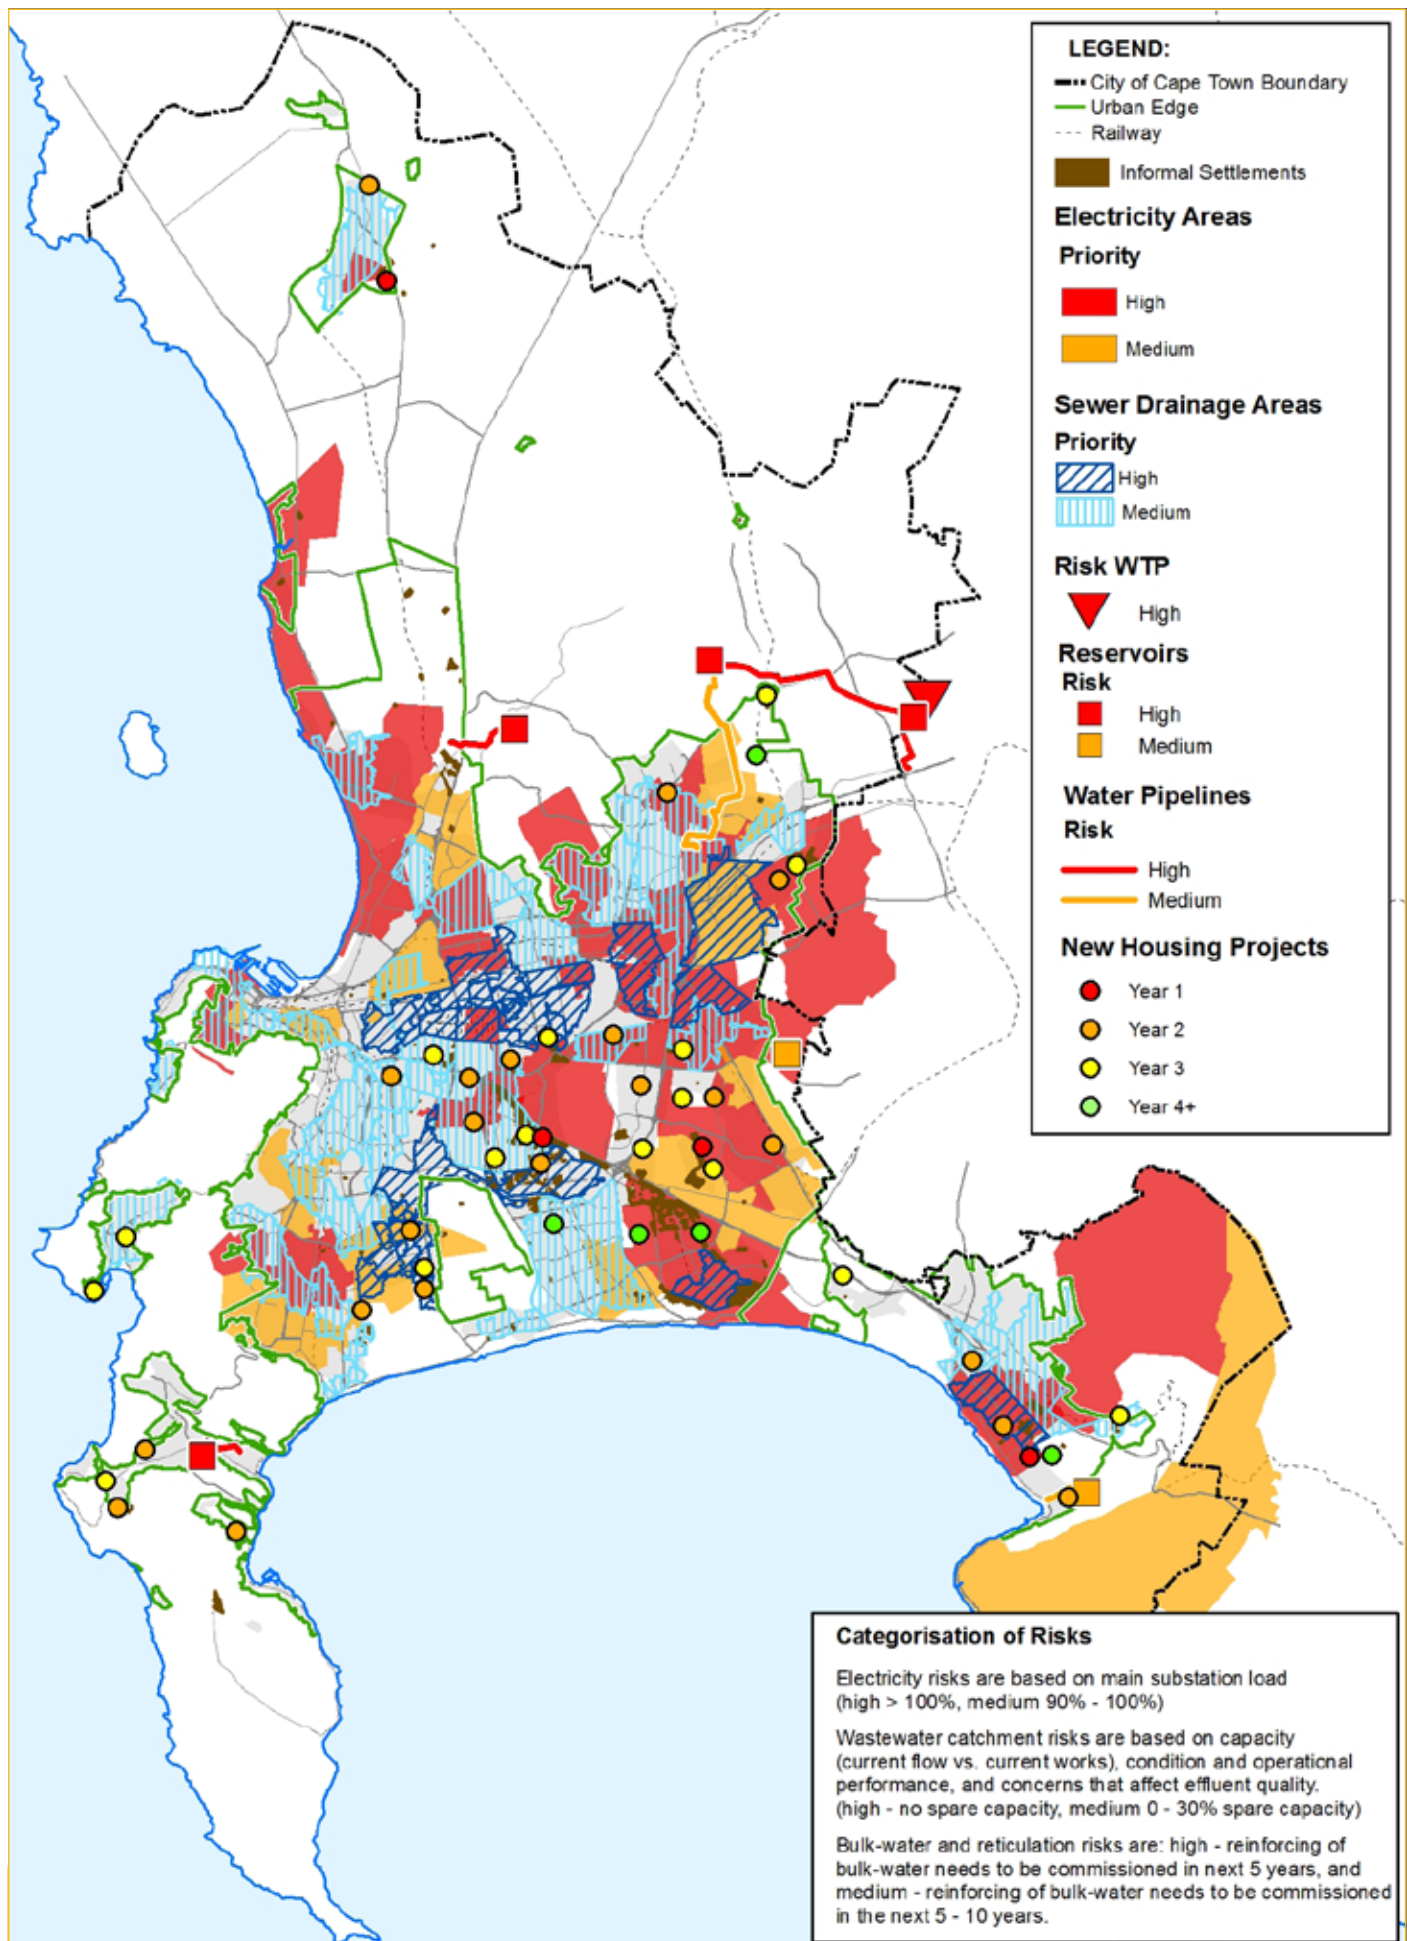 LEGEND:
City of Cape Town Boundary
Urban Edge
Railway
Informal Settlements
Electricity Areas
Priority
High
Medium
Sewer Drainage Areas
Priority
High
Medium
Risk WTP
High
Reservoirs
Risk
High
Medium
Water Pipelines
Risk
High
Medium
New Housing Projects
Year 1
Year 2
Year 3
Year 4+
Categorisation of Risks
Electricity risks are based on main substation load
(high > 100%, medium 90% - 100%)
Wastewater catchment risks are based on capacity
(current flow vs. current works), condition and operational
performance, and concerns that affect effluent quality.
(high - no spare capacity, medium 0 - 30% spare capacity)
Bulk-water and reticulation risks are: high - reinforcing of
bulk-water needs to be commissioned in next 5 years, and
medium - reinforcing of bulk-water needs to be commissioned
in the next 5 - 10 years.